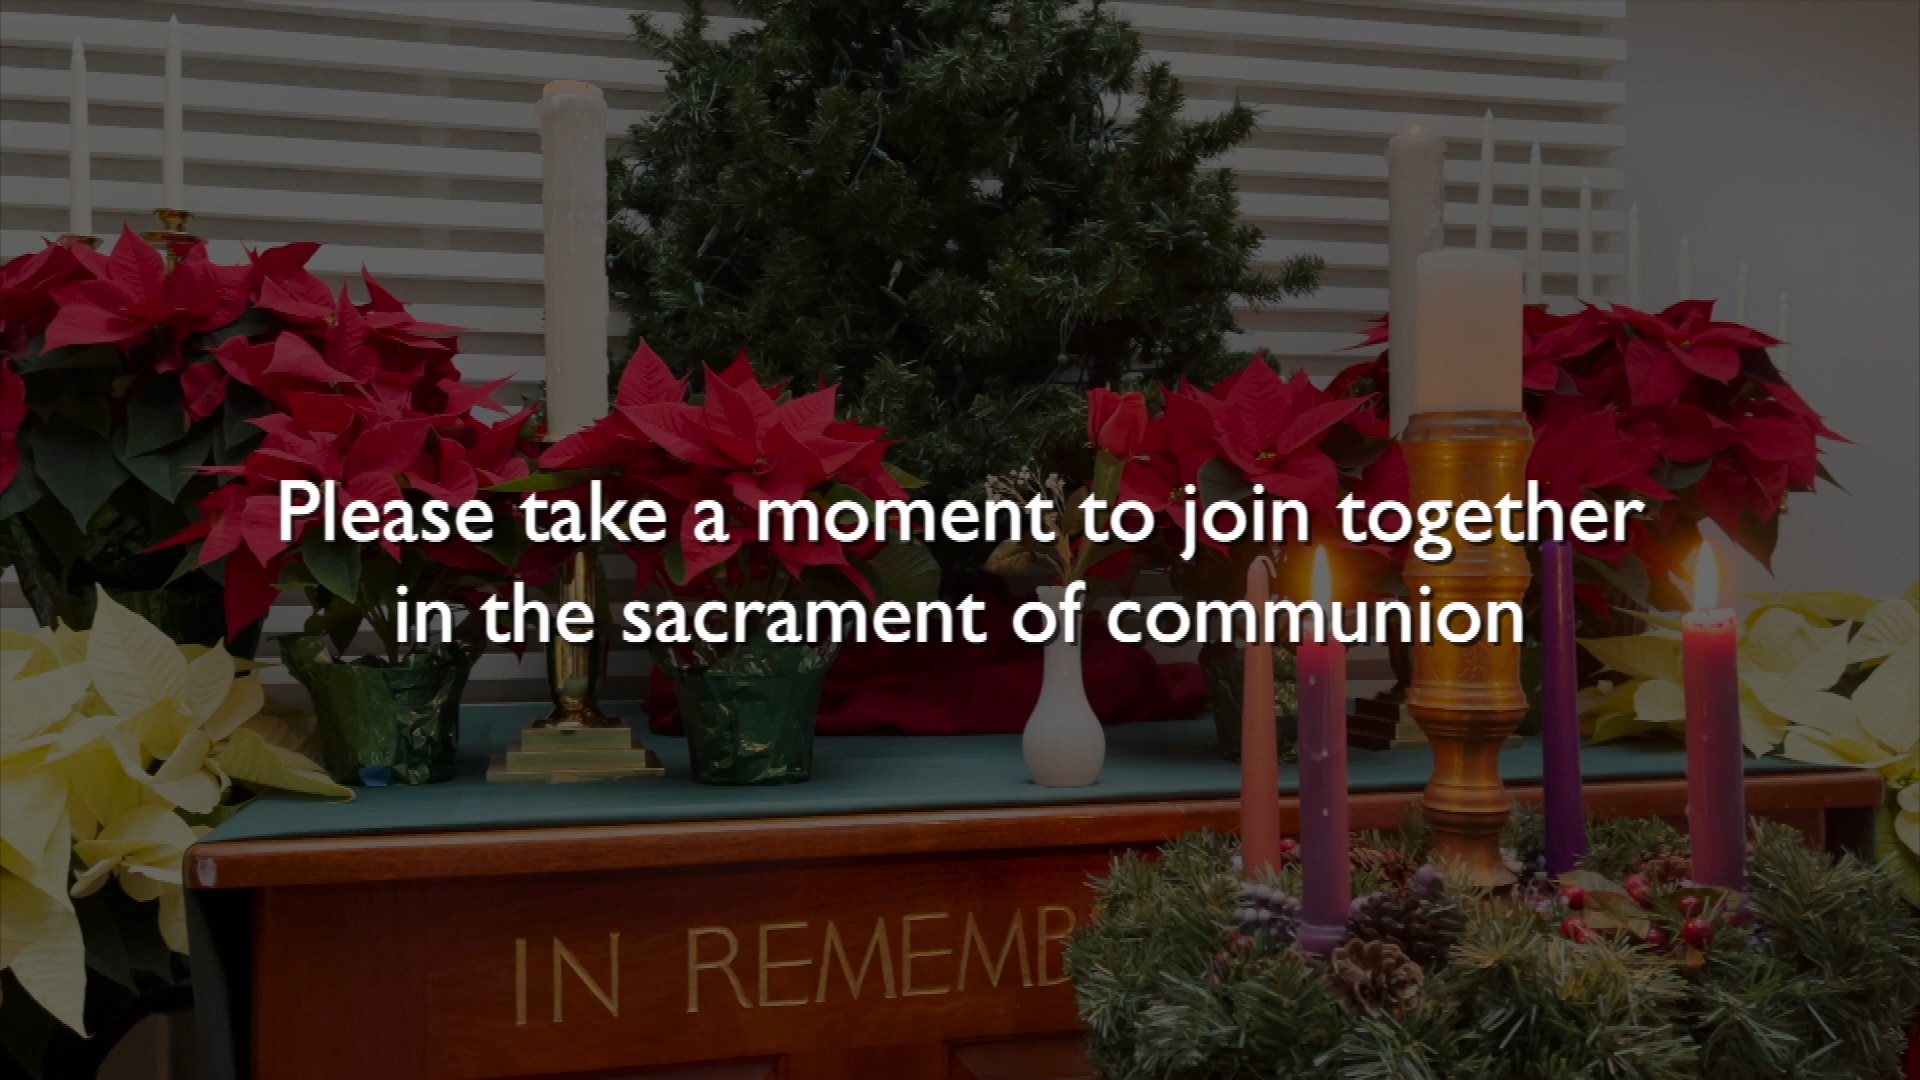 Please take a moment to join together
in the sacrament of communion
IN REMEMB